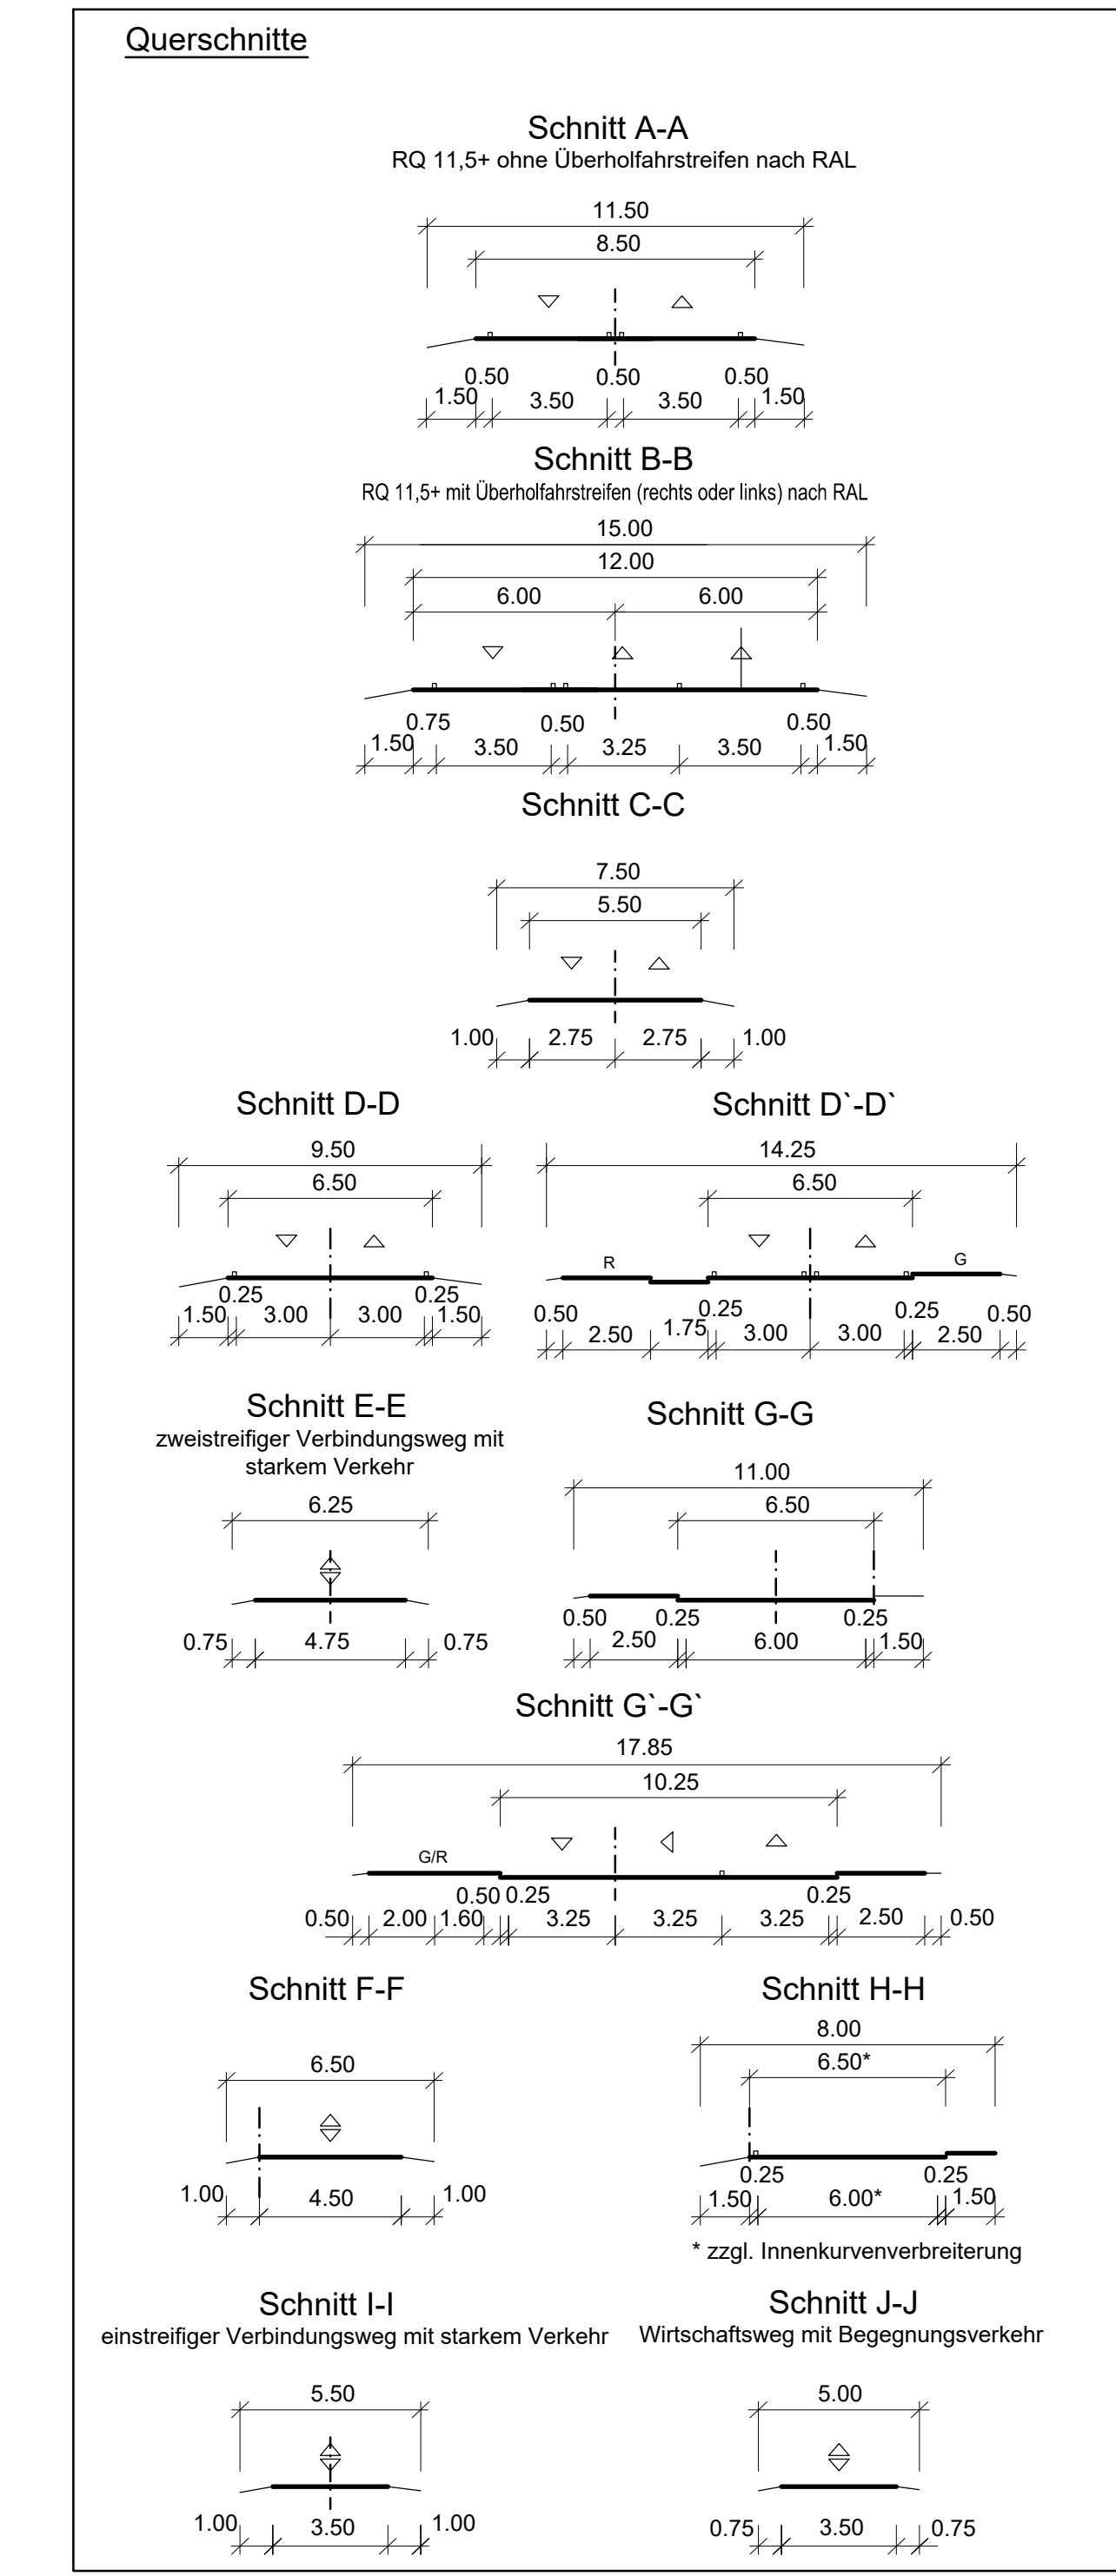 Querschnitte
Schnitt A-A
RQ 11,5+ ohne Überholfahrstreifen nach RAL
11.50
8.50
0.50 0.50 0.50
1.50 3.50 3.50 1.50
Schnitt B-B
RQ 11,5+ mit Überholfahrstreifen (rechts oder links) nach RAL
15.00
12.00
6.00 6.00
0.75 0.50 0.50
1.50 3.50 3.25 3.50 1.50
Schnitt C-C
7.50
5.50
1.00 2.75 2.75 1.00
Schnitt D-D
9.50
6.50
0.25 0.25
1.50 3.00 3.00 1.50
Schnitt D`-D`
14.25
6.50
R G
0.50 0.25 0.25 0.50
2.50 1.75 3.00 3.00 2.50
Schnitt E-E
zweistreifiger Verbindungsweg mit
starkem Verkehr
6.25
0.75 4.75 0.75
Schnitt G-G
11.00
6.50
0.50 0.25 0.25
2.50 6.00 1.50
Schnitt G`-G`
17.85
10.25
G/R
0.50 0.25 0.25
0.50 2.00 1.60 3.25 3.25 3.25 2.50 0.50
Schnitt F-F
6.50
1.00 4.50 1.00
Schnitt H-H
8.00
6.50*
0.25 0.25
1.50 6.00* 1.50
* zzgl. Innenkurvenverbreiterung
Schnitt I-I
einstreifiger Verbindungsweg mit starkem Verkehr
5.50
1.00 3.50 1.00
Schnitt J-J
Wirtschaftsweg mit Begegnungsverkehr
5.00
0.75 3.50 0.75